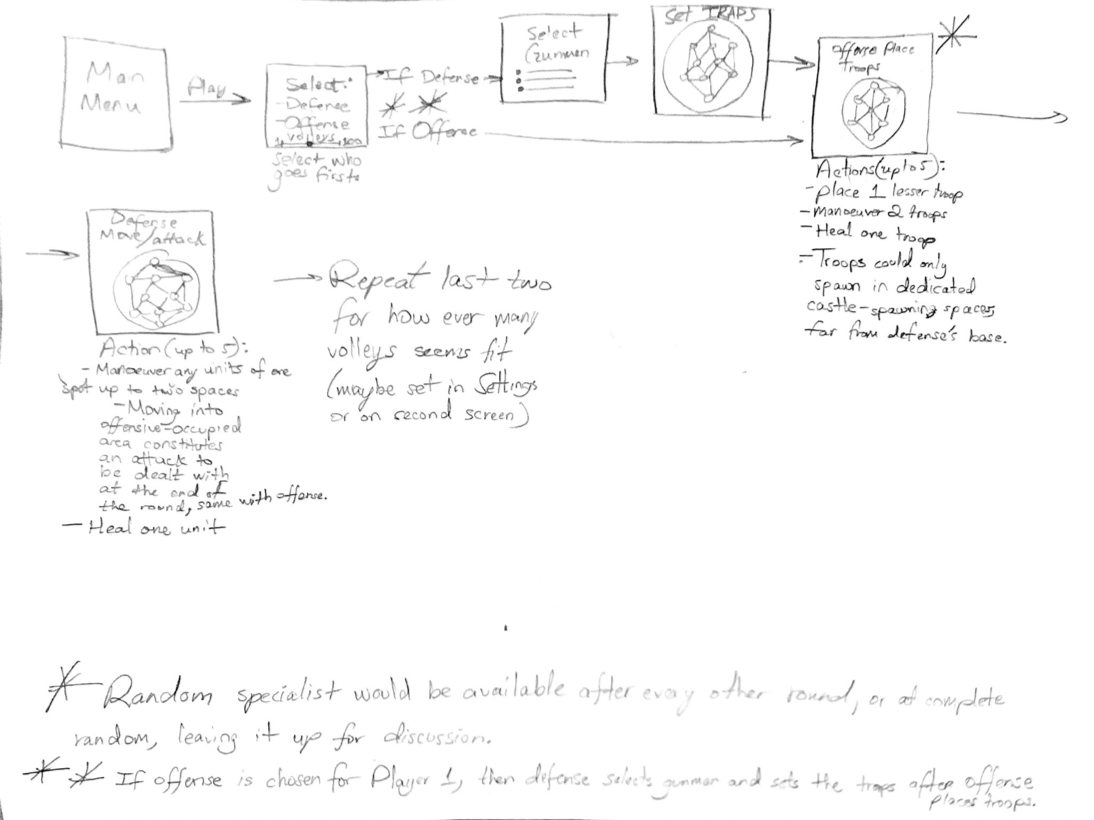 Man
Menu
Play
Select:
- Defense
- Offense
volleys
Select who
goes first
If Defense
* *
If Offense
Select
Gunmen
Set TRAPS
Offense Place
Troops
*
Actions (up to 5):
- place 1 lesser troop
- Manoeuver 2 troops
- Heal one troop
- Troops could only
spawn in dedicated
castle-spawning spaces,
far from defense's base.
Defense
Move/attack
Action (up to 5):
- Manoeuver any units of one
spot up to two spaces
- Moving into
offensive-occupied
area constitutes
an attack to
be dealt with
at the end of
the round, same with offense.
- Heal one unit
Repeat last two
for how ever many
volleys seems fit
(maybe set in Settings
or on second screen)
* Random specialist would be available after every other round, or at complete
random, leaving it up for discussion.
* * If offense is chosen for Player 1, then defense selects gunman and sets the traps after offense
places troops.